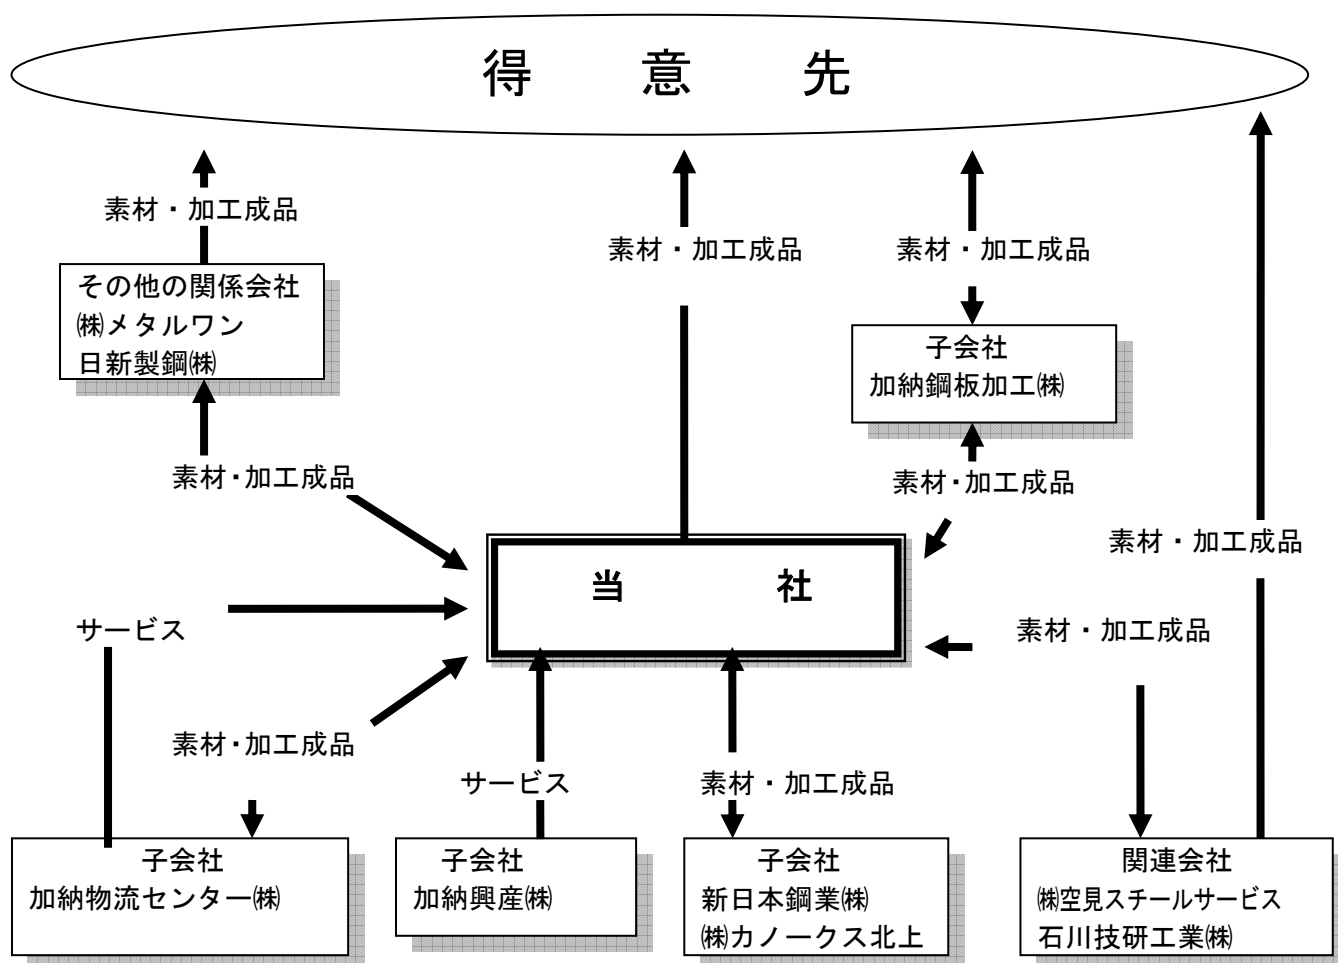 得 意 先
素材・加工成品
素材・加工成品
素材・加工成品
その他の関係会社
㈱メタルワン
日新製鋼㈱
子会社
加納鋼板加工㈱
素材・加工成品
素材・加工成品
素材・加工成品
当 社
サービス
素材・加工成品
素材・加工成品
サービス
素材・加工成品
子会社
加納物流センター㈱
子会社
加納興産㈱
子会社
新日本鋼業㈱
㈱カノークス北上
関連会社
㈱空見スチールサービス
石川技研工業㈱